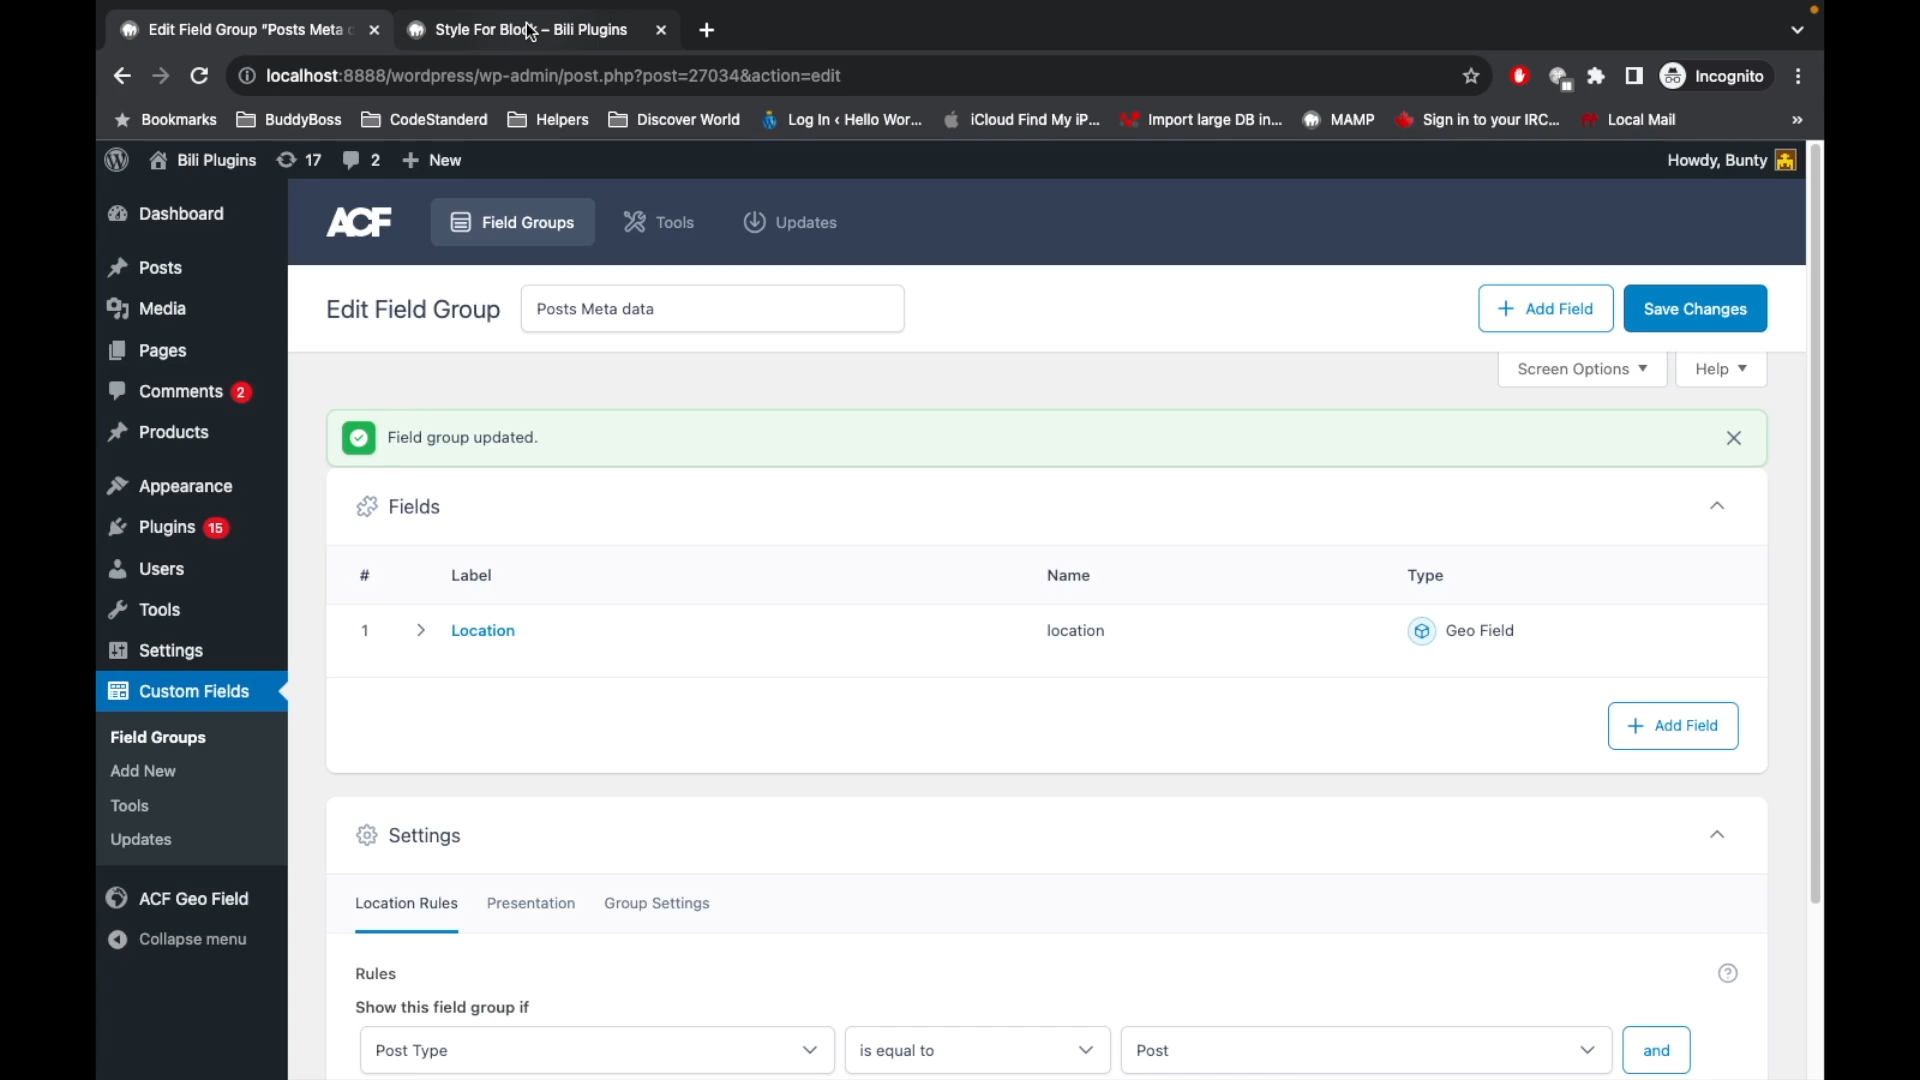 Edit Field Group "Posts Meta d
Style For Block – Bili Plugins
localhost:8888/wordpress/wp-admin/post.php?post=27034&action=edit
Incognito
Bookmarks
BuddyBoss
CodeStanderd
Helpers
Discover World
Log In ‹ Hello Wor...
iCloud Find My iP...
Import large DB in...
MAMP
Sign in to your IRC...
Local Mail
»
Bili Plugins
17
2
New
Howdy, Bunty
Dashboard
Posts
Media
Pages
Comments 2
Products
Appearance
Plugins 15
Users
Tools
Settings
Custom Fields
Field Groups
Add New
Tools
Updates
ACF Geo Field
Collapse menu
ACF
Field Groups
Tools
Updates
Edit Field Group
Posts Meta data
Add Field
Save Changes
Screen Options
Help
Field group updated.
Fields
# Label Name Type
1 Location location Geo Field
Add Field
Settings
Location Rules
Presentation
Group Settings
Rules
Show this field group if
Post Type
is equal to
Post
and